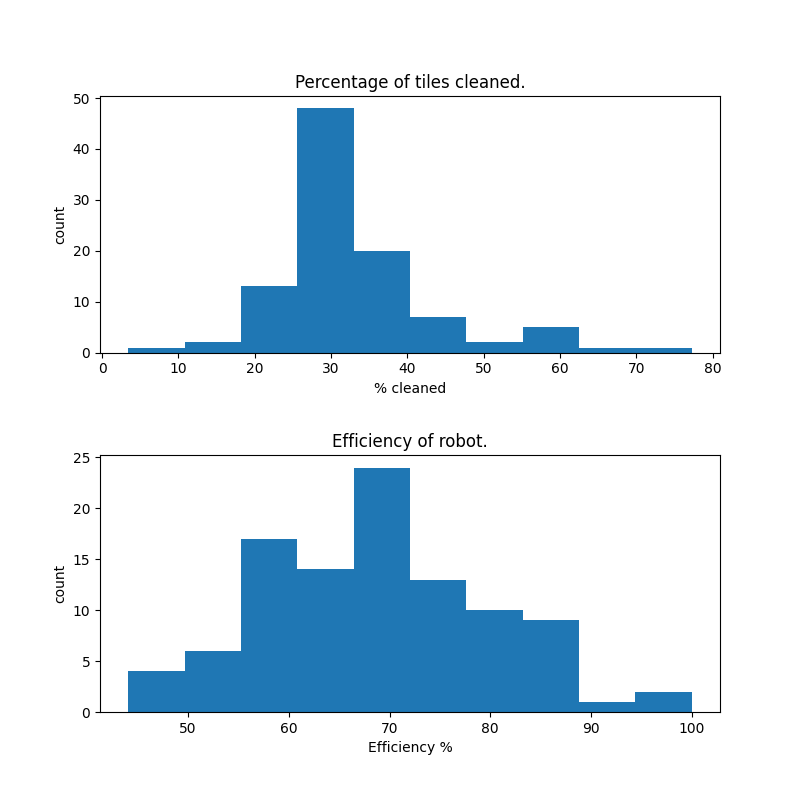 Percentage of tiles cleaned.
50
40
30
20
10
0
count
0 10 20 30 40 50 60 70 80
% cleaned
Efficiency of robot.
25
20
15
10
5
0
count
50 60 70 80 90 100
Efficiency %